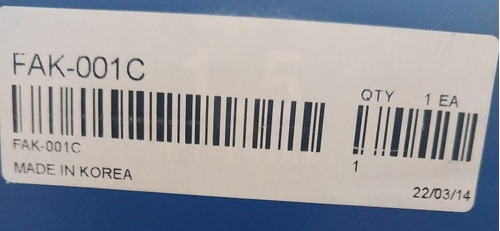 FAK-001C
QTY 1 EA
FAK-001C
1
MADE IN KOREA
22/03/14